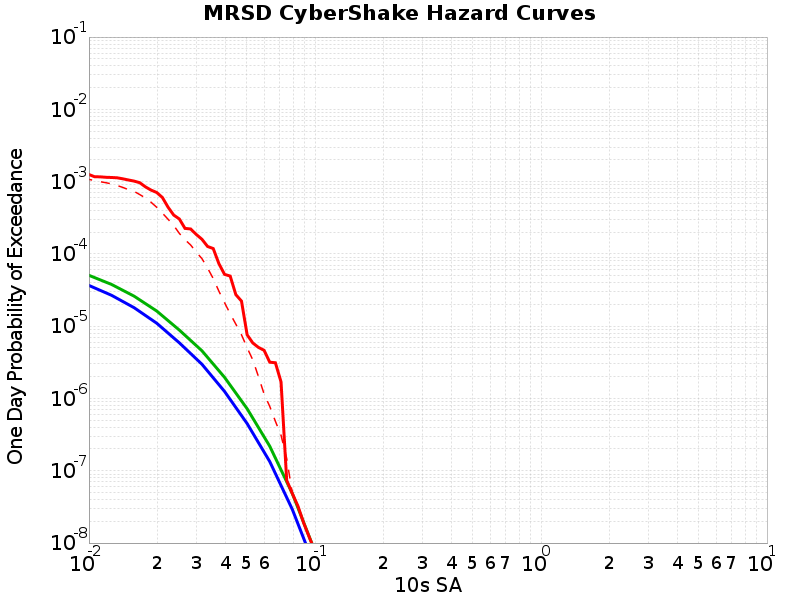 MRSD CyberShake Hazard Curves
One Day Probability of Exceedance
10-1
10-2
10-3
10-4
10-5
10-6
10-7
10-8
10-2 2 3 4 5 6 10-1 2 3 4 5 6 7 100 2 3 4 5 6 7 101
10s SA